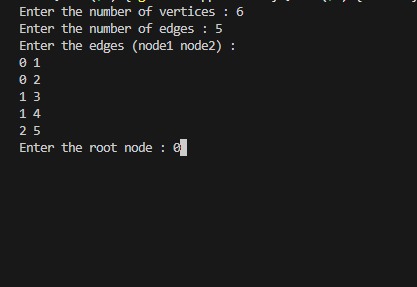 Enter the number of vertices : 6
Enter the number of edges : 5
Enter the edges (node1 node2) :
0 1
0 2
1 3
1 4
2 5
Enter the root node : 0